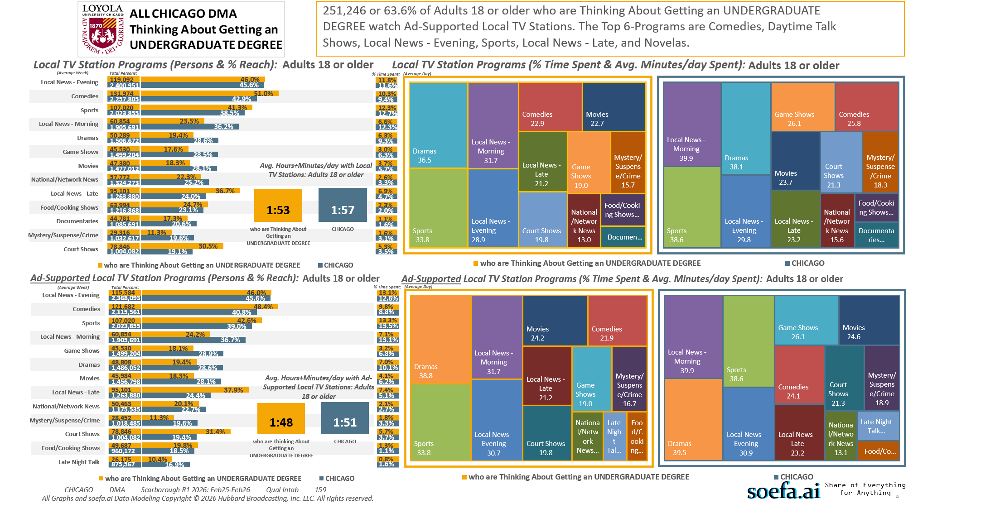 LOYOLA
UNIVERSITY CHICAGO
1870
AD • MAJOREM • DEI • GLORIAM
ALL CHICAGO DMA
Thinking About Getting an
UNDERGRADUATE DEGREE
251,246 or 63.6% of Adults 18 or older who are Thinking About Getting an UNDERGRADUATE
DEGREE watch Ad-Supported Local TV Stations. The Top 6-Programs are Comedies, Daytime Talk
Shows, Local News - Evening, Sports, Local News - Late, and Novelas.
Local TV Station Programs (Persons & % Reach): Adults 18 or older
(Average Week) Total Persons: % Time Spent:
Local News - Evening 119,092 46.0% 11.8%
2,400,951 45.6% 11.6%
Comedies 131,974 51.0% 10.3%
2,257,805 42.9% 9.4%
Sports 107,020 41.3% 12.3%
2,023,855 38.5% 12.7%
Local News - Morning 60,854 23.5% 6.6%
1,905,691 36.2% 12.3%
Dramas 50,289 19.4% 6.3%
1,506,672 28.6% 9.3%
Game Shows 45,530 17.6% 3.0%
1,499,204 28.5% 6.3%
Movies 47,380 18.3% 3.7%
1,477,012 28.1% 5.7%
National/Network News 57,772 22.3% 2.6%
1,324,273 25.2% 3.3%
Local News - Late 95,101 36.7% 6.9%
1,263,880 24.0% 4.7%
Food/Cooking Shows 63,994 24.7% 2.3%
1,216,868 23.1% 2.0%
Documentaries 44,781 17.3% 1.1%
1,085,691 20.6% 1.6%
Mystery/Suspense/Crime 29,316 11.3% 1.6%
1,032,617 19.6% 3.1%
Court Shows 78,846 30.5% 5.3%
1,004,082 19.1% 3.5%
Avg. Hours+Minutes/day with Local
TV Stations: Adults 18 or older
1:53
1:57
who are Thinking About
Getting an
UNDERGRADUATE DEGREE
CHICAGO
who are Thinking About Getting an UNDERGRADUATE DEGREE CHICAGO
Local TV Station Programs (% Time Spent & Avg. Minutes/day Spent): Adults 18 or older
(Average Day)
Dramas
36.5
Sports
33.8
Local News -
Morning
31.7
Local News -
Evening
28.9
Comedies
22.9
Movies
22.7
Local News -
Late
21.2
Game
Shows
19.0
Mystery/
Suspens
e/Crime
15.7
Court Shows
19.8
National
/Networ
k News
13.0
Food/Cooki
ng Shows...
Documen...
who are Thinking About Getting an UNDERGRADUATE DEGREE
Local News -
Morning
39.9
Sports
38.6
Dramas
38.1
Local News -
Evening
29.8
Game Shows
26.1
Comedies
25.8
Movies
23.7
Court
Shows
21.3
Mystery/
Suspense
/Crime
18.3
Local News -
Late
23.2
National
/Networ
k News
15.6
Food/Cooki
ng Shows...
Documenta
ries...
CHICAGO
Ad-Supported Local TV Station Programs (Persons & % Reach): Adults 18 or older
(Average Week) Total Persons: % Time Spent:
Local News - Evening 115,584 46.0% 13.1%
2,368,093 45.6% 12.6%
Comedies 121,682 48.4% 9.8%
2,115,561 40.8% 8.8%
Sports 107,020 42.6% 13.3%
2,023,855 39.0% 13.5%
Local News - Morning 60,854 24.2% 7.1%
1,905,691 36.7% 13.1%
Game Shows 45,530 18.1% 3.2%
1,499,204 28.9% 6.8%
Dramas 48,808 19.4% 7.0%
1,486,052 28.6% 10.1%
Movies 45,984 18.3% 4.1%
1,456,798 28.1% 6.2%
Local News - Late 95,101 37.9% 7.4%
1,263,880 24.4% 5.1%
National/Network News 50,463 20.1% 2.1%
1,175,535 22.7% 2.7%
Mystery/Suspense/Crime 28,452 11.3% 1.8%
1,018,485 19.6% 3.3%
Court Shows 78,846 31.4% 5.7%
1,004,082 19.4% 3.7%
Food/Cooking Shows 49,687 19.8% 1.3%
960,172 18.5% 1.1%
Late Night Talk 26,175 10.4% 0.8%
875,567 16.9% 1.6%
Avg. Hours+Minutes/day with Ad-
Supported Local TV Stations: Adults
18 or older
1:48
1:51
who are Thinking About
Getting an
UNDERGRADUATE DEGREE
CHICAGO
who are Thinking About Getting an UNDERGRADUATE DEGREE CHICAGO
Ad-Supported Local TV Station Programs (% Time Spent & Avg. Minutes/day Spent): Adults 18 or older
(Average Day)
Dramas
38.8
Sports
33.8
Local News -
Morning
31.7
Local News -
Evening
30.7
Movies
24.2
Comedies
21.9
Local News -
Late
21.2
Game
Shows
19.0
Mystery/
Suspens
e/Crime
16.7
Court Shows
19.8
Nationa
l/Netw
ork
News...
Late
Nigh
t
Tal...
Foo
d/C
ooki
ng...
who are Thinking About Getting an UNDERGRADUATE DEGREE
Local News -
Morning
39.9
Dramas
39.5
Sports
38.6
Local News -
Evening
30.9
Game Shows
26.1
Movies
24.6
Comedies
24.1
Court
Shows
21.3
Mystery/
Suspens
e/Crime
18.9
Local News -
Late
23.2
Nationa
l/Netwo
rk News
13.1
Late Night
Talk...
Food/Co...
CHICAGO
CHICAGO DMA Scarborough R1 2026: Feb25-Feb26 Qual Intab 159
All Graphs and soefa.ai Data Modeling Copyright © 2026 Hubbard Broadcasting, Inc. LLC. All rights reserved.
soefa.ai
Share of Everything
for Anything ©